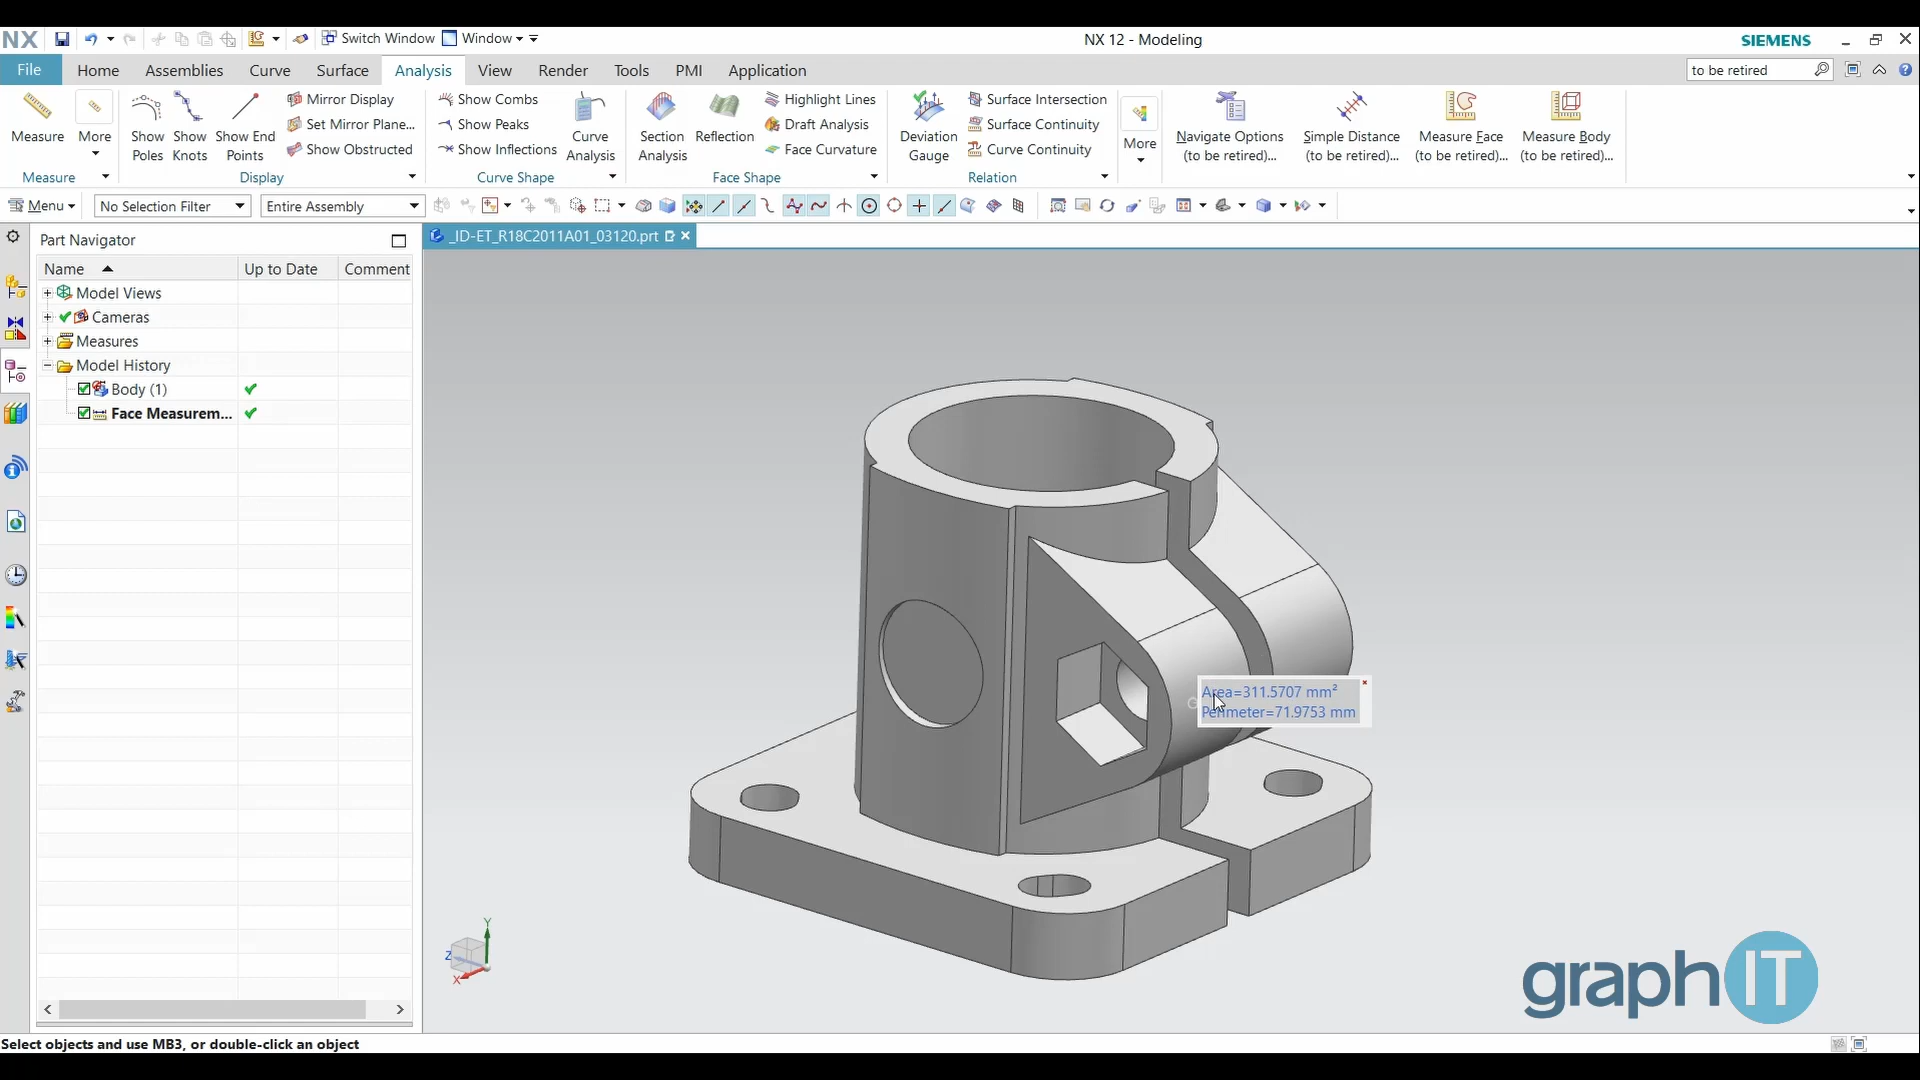 NX
Switch Window
Window
NX 12 - Modeling
SIEMENS
File
Home
Assemblies
Curve
Surface
Analysis
View
Render
Tools
PMI
Application
to be retired
Measure
More
Show
Poles
Show
Knots
Show End
Points
Mirror Display
Set Mirror Plane...
Show Obstructed
Show Combs
Show Peaks
Show Inflections
Curve
Analysis
Section
Analysis
Reflection
Highlight Lines
Draft Analysis
Face Curvature
Deviation
Gauge
Surface Intersection
Surface Continuity
Curve Continuity
More
Navigate Options
(to be retired)...
Simple Distance
(to be retired)...
Measure Face
(to be retired)...
Measure Body
(to be retired)...
Measure
Display
Curve Shape
Face Shape
Relation
Menu
No Selection Filter
Entire Assembly
Part Navigator
_ID-ET_R18C2011A01_03120.prt
Name
Up to Date
Comment
Model Views
Cameras
Measures
Model History
Body (1)
Face Measurem...
Area=311.5707 mm²
Perimeter=71.9753 mm
Y
Z
X
graphIT
Select objects and use MB3, or double-click an object